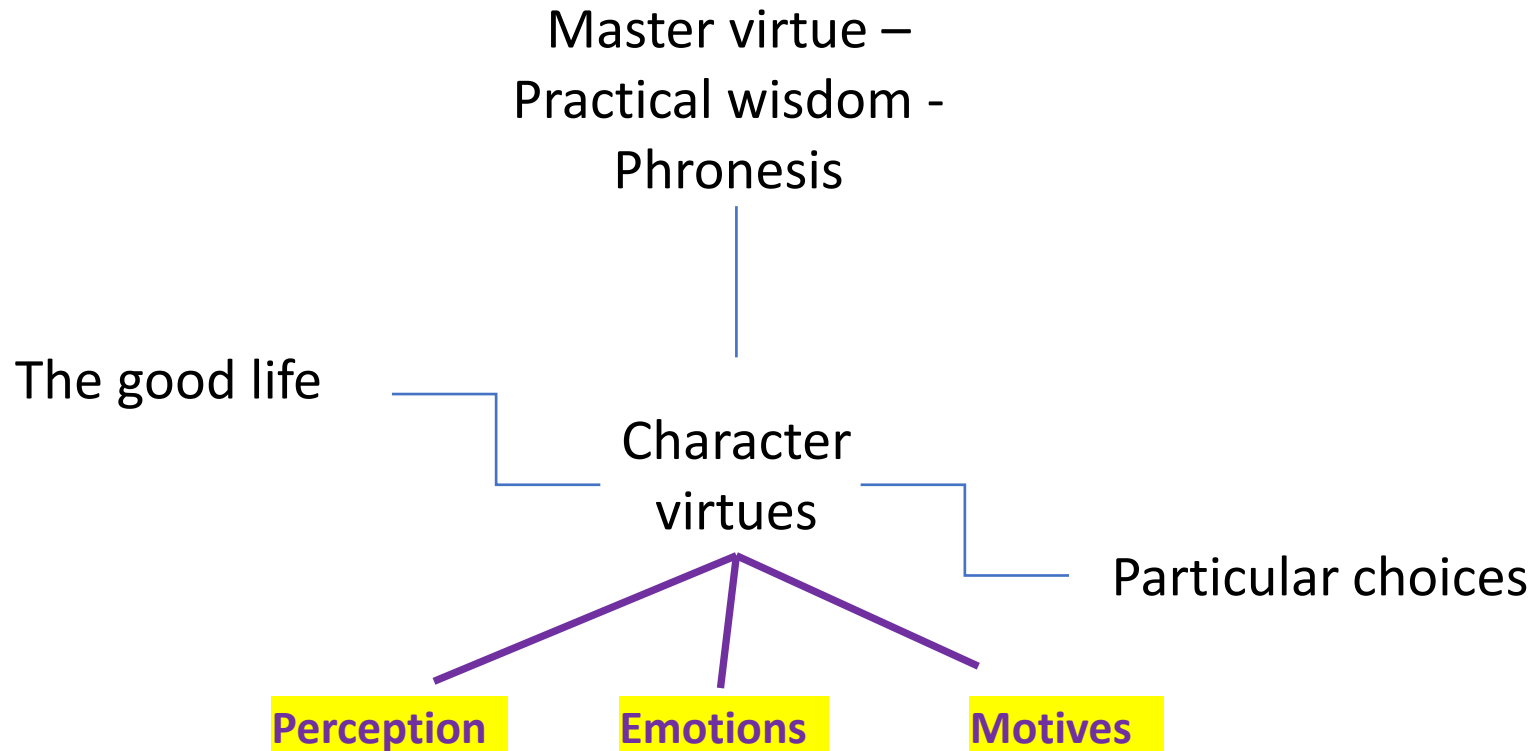 Master virtue –
Practical wisdom -
Phronesis
The good life
Character
virtues
Particular choices
Perception
Emotions
Motives